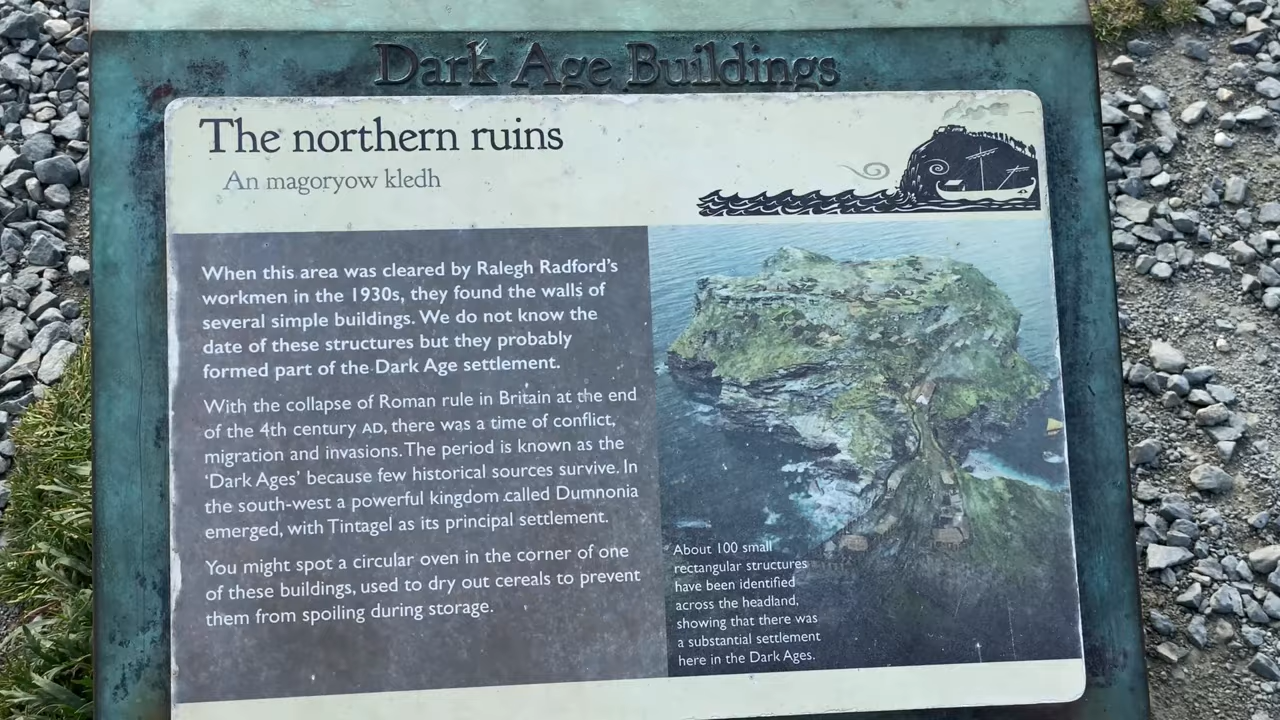 Dark Age Buildings
The northern ruins
An magoryow kledh
When this area was cleared by Ralegh Radford's
workmen in the 1930s, they found the walls of
several simple buildings. We do not know the
date of these structures but they probably
formed part of the Dark Age settlement.
With the collapse of Roman rule in Britain at the end
of the 4th century AD, there was a time of conflict,
migration and invasions. The period is known as the
'Dark Ages' because few historical sources survive. In
the south-west a powerful kingdom called Dumnonia
emerged, with Tintagel as its principal settlement.
You might spot a circular oven in the corner of one
of these buildings, used to dry out cereals to prevent
them from spoiling during storage.
About 100 small
rectangular structures
have been identified
across the headland,
showing that there was
a substantial settlement
here in the Dark Ages.